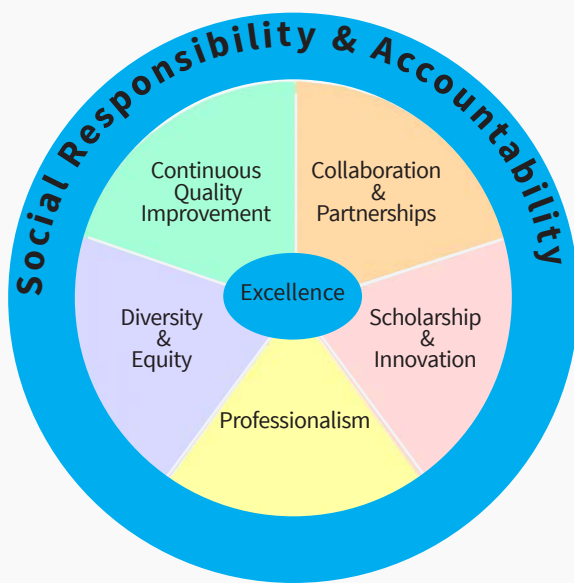 Social Responsibility & Accountability
Continuous
Quality
Improvement
Collaboration
&
Partnerships
Excellence
Diversity
&
Equity
Scholarship
&
Innovation
Professionalism